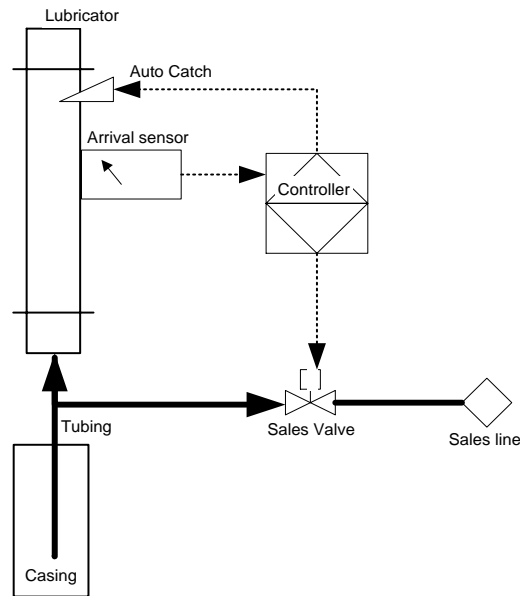 Lubricator
Auto Catch
Arrival sensor
Controller
Tubing
Sales Valve
Sales line
Casing